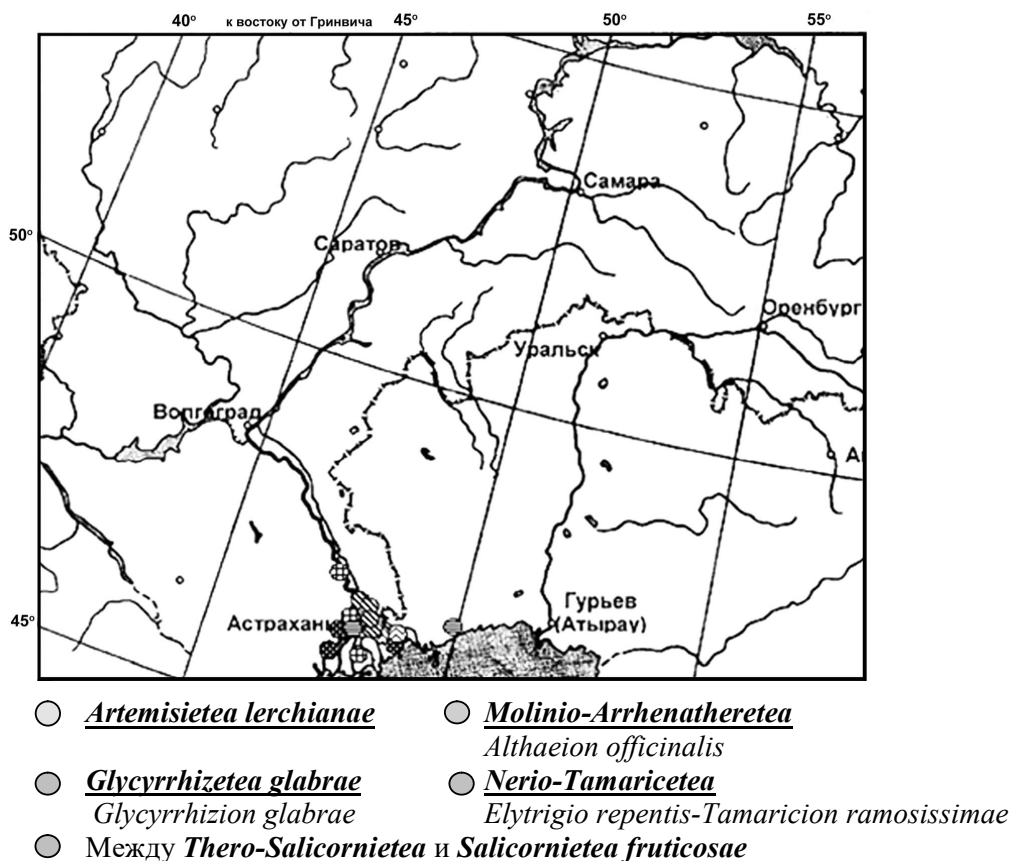 40° к востоку от Гринвича 45° 50° 55°
Самара
50°
Саратов
Оренбург
Уральск
Волгоград
А
Гурьев
(Атырау)
45°
Астрахань
Artemisietea lerchianae Molinio-Arrhenatheretea
Althaeion officinalis
Glycyrrhizetea glabrae Nerio-Tamaricetea
Glycyrrhizion glabrae Elytrigio repentis-Tamaricion ramosissimae
Между Thero-Salicornietea и Salicornietea fruticosae